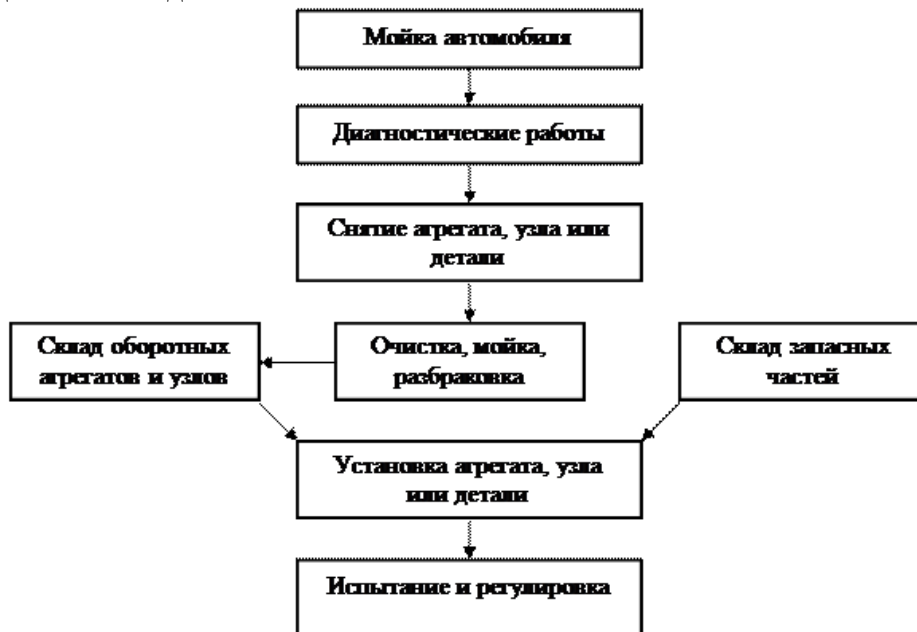 Мойка автомобиля
Диагностические работы
Снятие агрегата, узла или
детали
Склад оборотных
агрегатов и узлов
Очистка, мойка,
разбраковка
Склад запасных
частей
Установка агрегата, узла
или детали
Испытание и регулировка